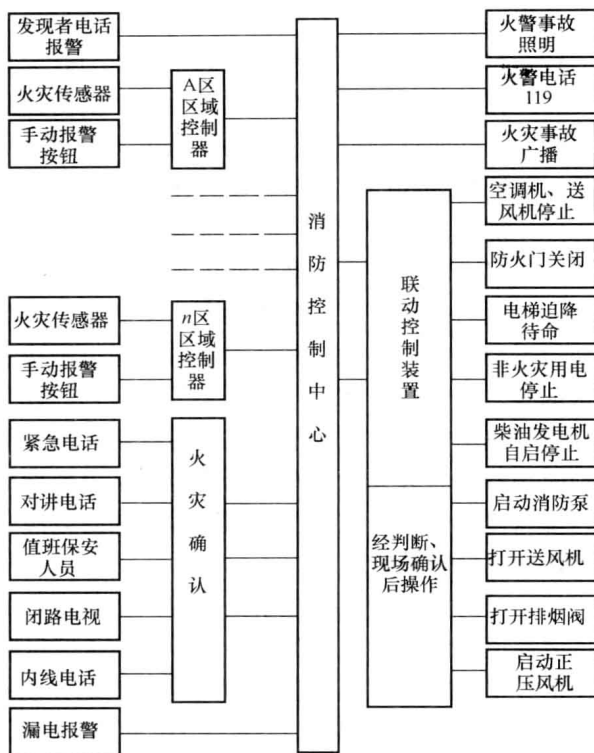 发现者电话
报警
火灾传感器
手动报警
按钮
A区
区域
控制
器
火灾传感器
手动报警
按钮
n区
区域
控制
器
紧急电话
对讲电话
值班保安
人员
闭路电视
内线电话
漏电报警
火
灾
确
认
消
防
控
制
中
心
联
动
控
制
装
置
经判断、
现场确认
后操作
火警事故
照明
火警电话
119
火灾事故
广播
空调机、送
风机停止
防火门关闭
电梯迫降
待命
非火灾用电
停止
柴油发电机
自启停止
启动消防泵
打开送风机
打开排烟阀
启动正
压风机